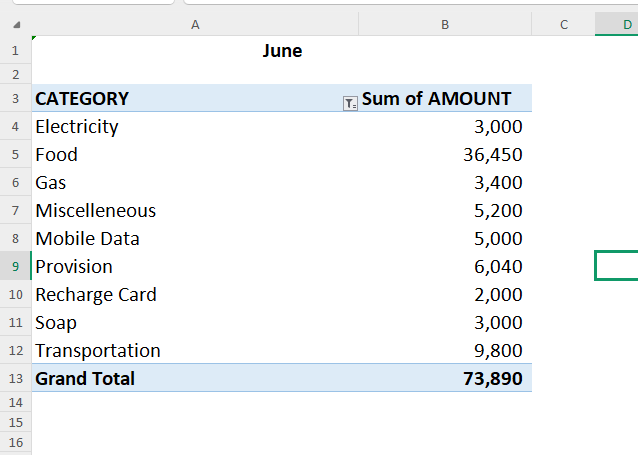 A B C D
1 June
2
3 CATEGORY Sum of AMOUNT
4 Electricity 3,000
5 Food 36,450
6 Gas 3,400
7 Miscelleneous 5,200
8 Mobile Data 5,000
9 Provision 6,040
10 Recharge Card 2,000
11 Soap 3,000
12 Transportation 9,800
13 Grand Total 73,890
14
15
16